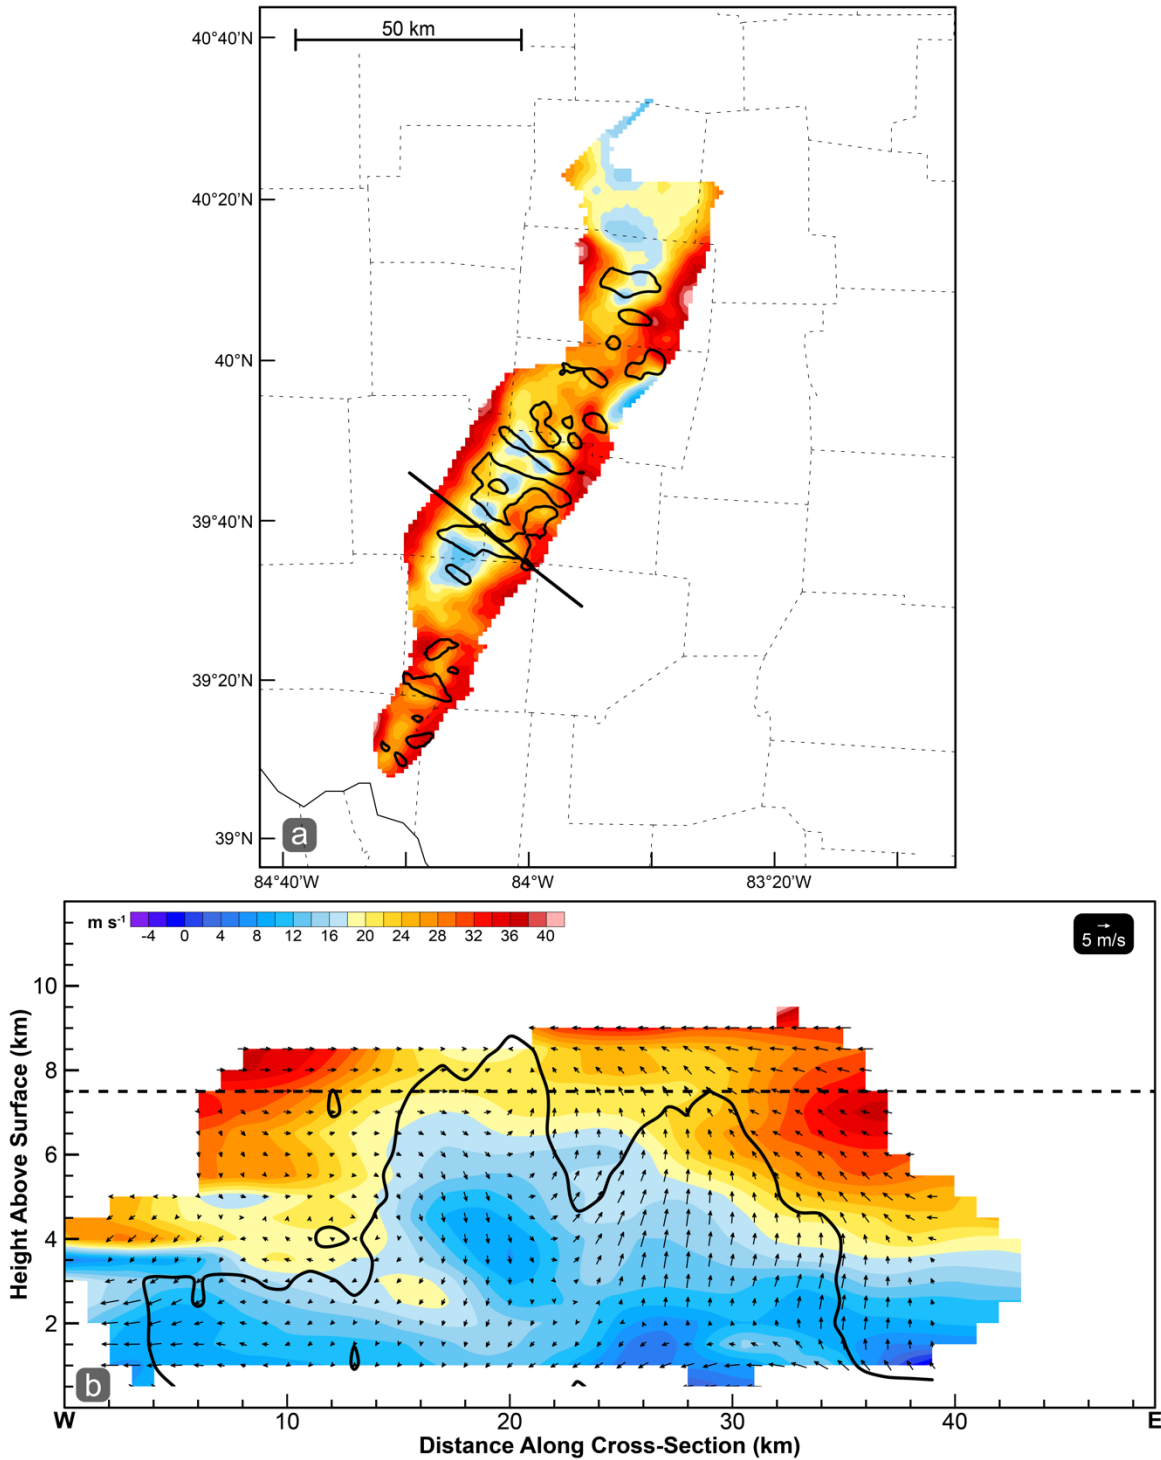 50 km
40°40'N
40°20'N
40°N
39°40'N
39°20'N
39°N
a
84°40'W
84°W
83°20'W
m s-1
-4 0 4 8 12 16 20 24 28 32 36 40
5 m/s
10
8
6
4
2
Height Above Surface (km)
b
W
10 20 30 40
E
Distance Along Cross-Section (km)